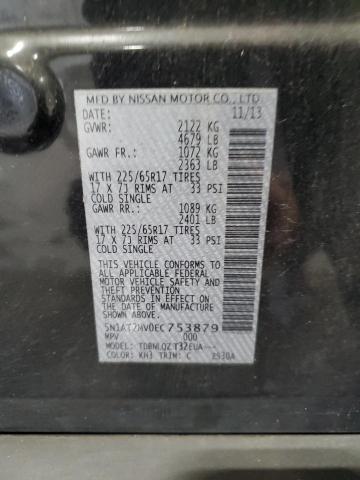 MFD BY NISSAN MOTOR CO., LTD
DATE: 11/13
GVWR: 2122 KG
4679 LB
GAWR FR.: 1072 KG
2363 LB
WITH 225/65R17 TIRES
17 X 7J RIMS AT 33 PSI
COLD SINGLE
GAWR RR.: 1089 KG
2401 LB
WITH 225/65R17 TIRES
17 X 7J RIMS AT 33 PSI
COLD SINGLE
THIS VEHICLE CONFORMS TO
ALL APPLICABLE FEDERAL
MOTOR VEHICLE SAFETY
STANDARDS IN EFFECT ON
THE DATE OF MANUFACTURE
SHOWN ABOVE.
5N1AT2MV0EC753879
MPV 000
MODEL: TDBNLQZ T32EUA---
COLOR: KH3 TRIM: C X930A